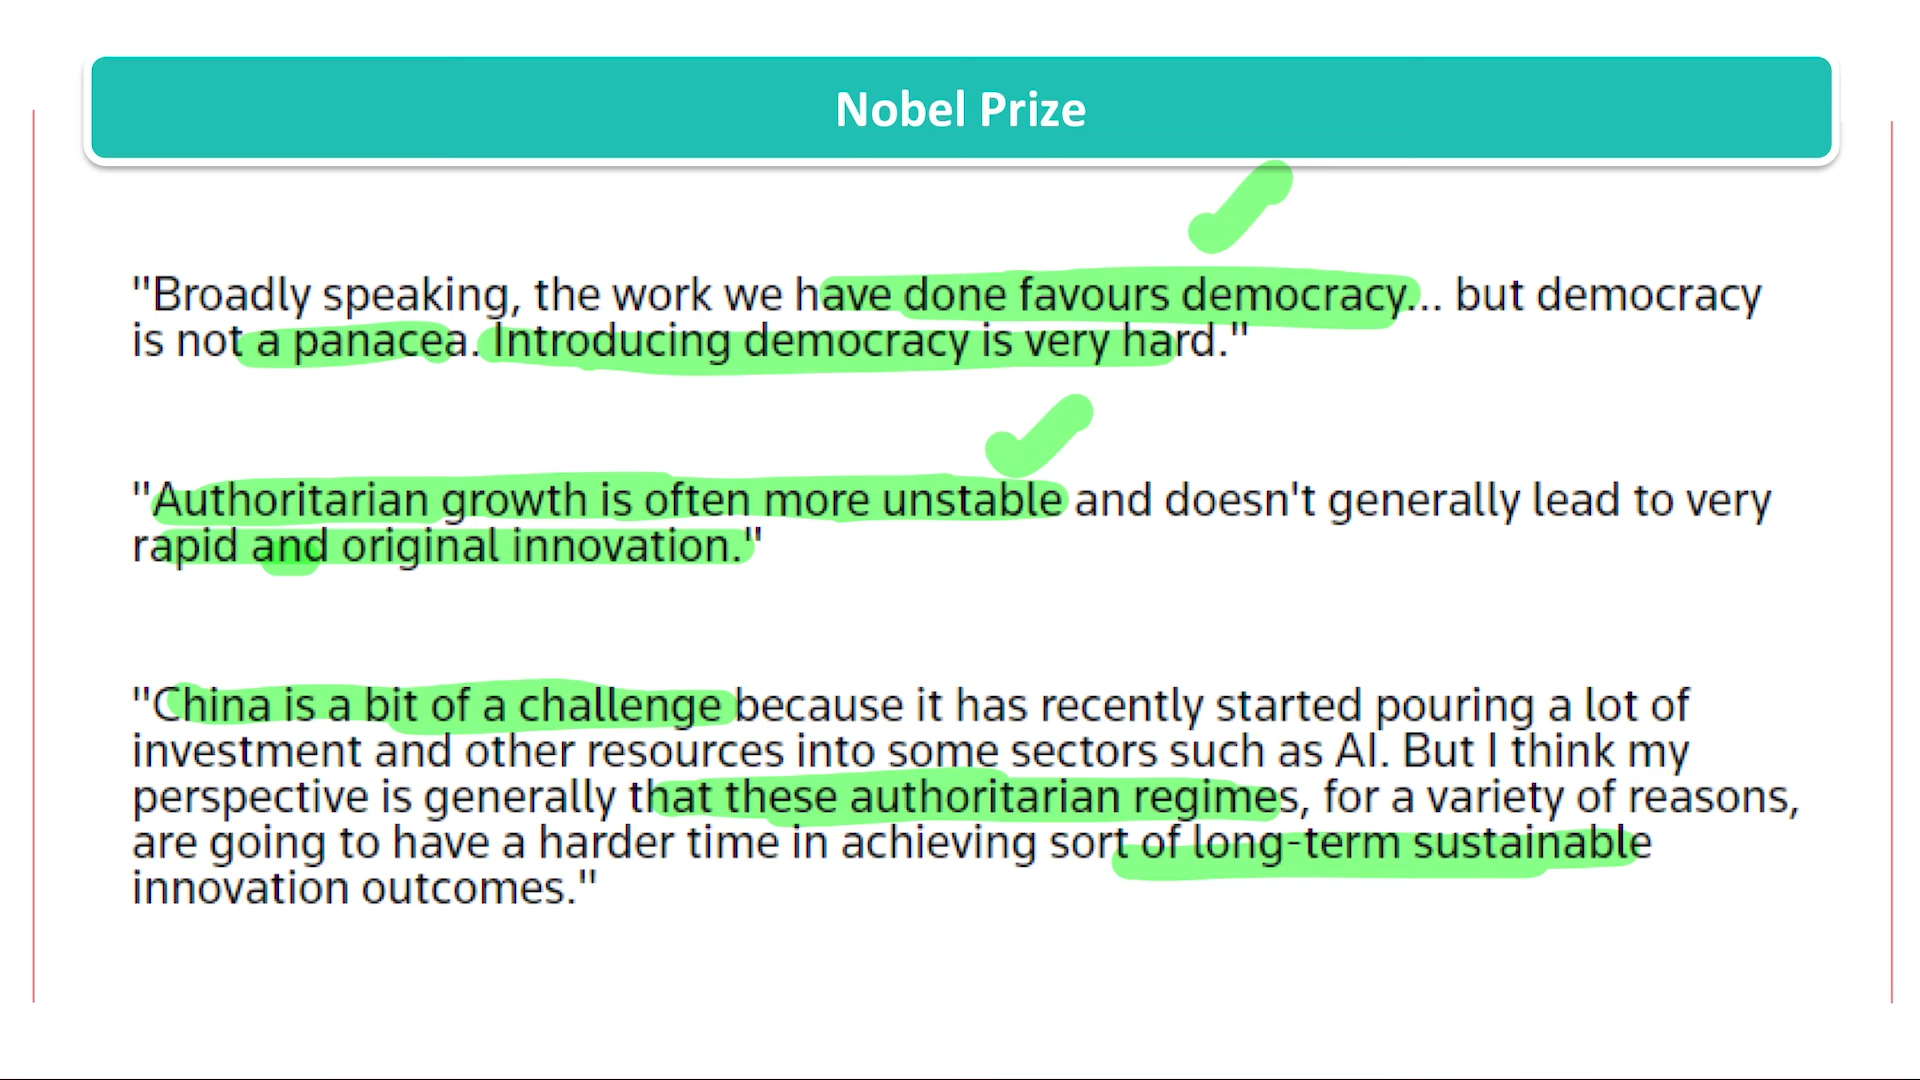 Nobel Prize
"Broadly speaking, the work we have done favours democracy... but democracy
is not a panacea. Introducing democracy is very hard."
"Authoritarian growth is often more unstable and doesn't generally lead to very
rapid and original innovation."
"China is a bit of a challenge because it has recently started pouring a lot of
investment and other resources into some sectors such as AI. But I think my
perspective is generally that these authoritarian regimes, for a variety of reasons,
are going to have a harder time in achieving sort of long-term sustainable
innovation outcomes."